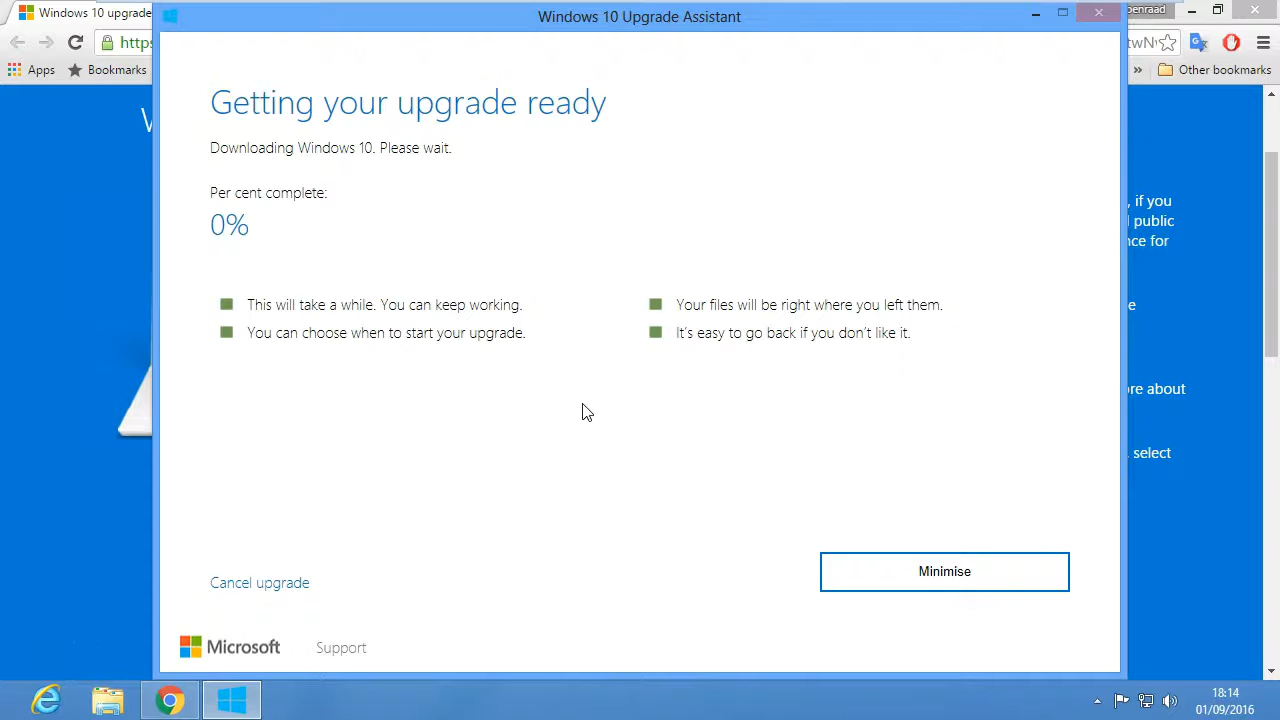 Windows 10 upgrade
Windows 10 Upgrade Assistant
https
Apps
Bookmarks
Other bookmarks
Getting your upgrade ready
Downloading Windows 10. Please wait.
Per cent complete:
0%
This will take a while. You can keep working.
Your files will be right where you left them.
You can choose when to start your upgrade.
It's easy to go back if you don't like it.
, if you
public
nce for
e
re about
select
Minimise
Cancel upgrade
Microsoft
Support
18:14
01/09/2016